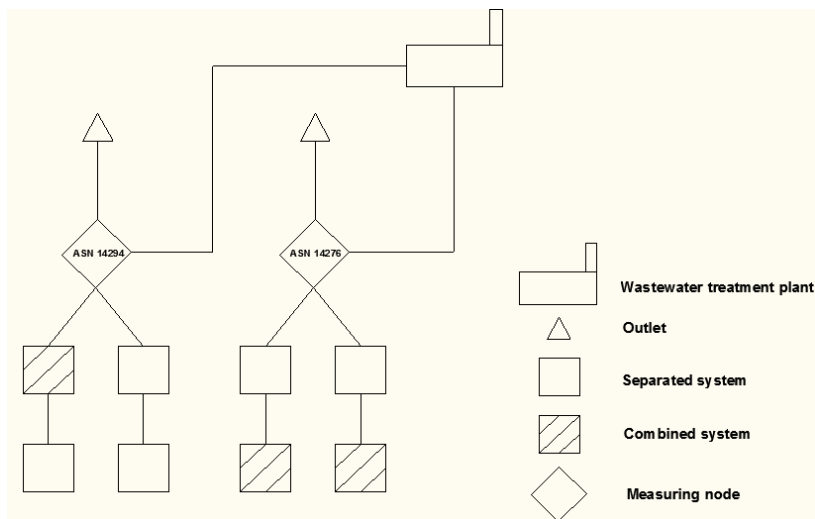 ASN 14294
ASN 14276
Wastewater treatment plant
Outlet
Separated system
Combined system
Measuring node